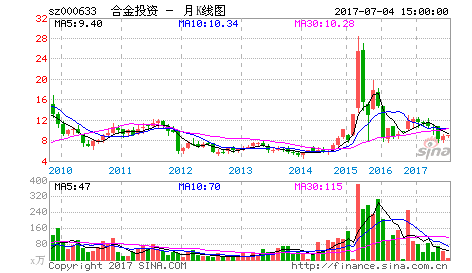 sz000633 合金投资 - 月K线图 2017-07-04 15:00:00
MA5:9.40 MA10:10.34 MA30:10.28
32
28
24
20
16
12
8
4
2010 2011 2012 2013 2014 2015 2016 2017
sina
MA5:47 MA10:70 MA30:115
400
320
240
160
80
x万
Copyright 2017 SINA.COM http://finance.sina.com.cn